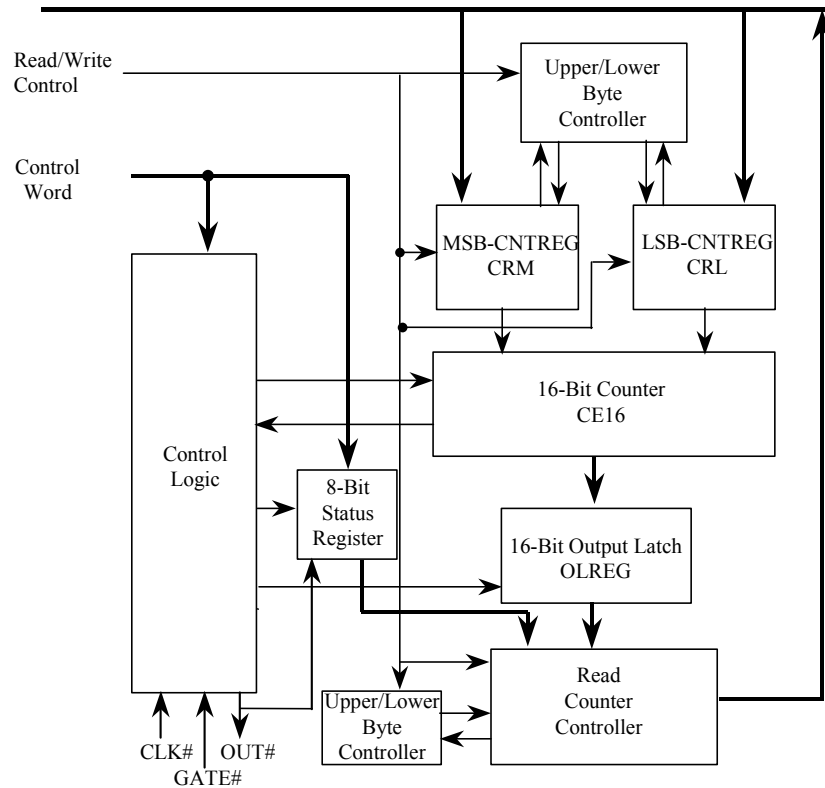 Read/Write
Control
Upper/Lower
Byte
Controller
Control
Word
MSB-CNTREG
CRM
LSB-CNTREG
CRL
16-Bit Counter
CE16
Control
Logic
8-Bit
Status
Register
16-Bit Output Latch
OLREG
Read
Counter
Controller
Upper/Lower
Byte
Controller
CLK#
OUT#
GATE#